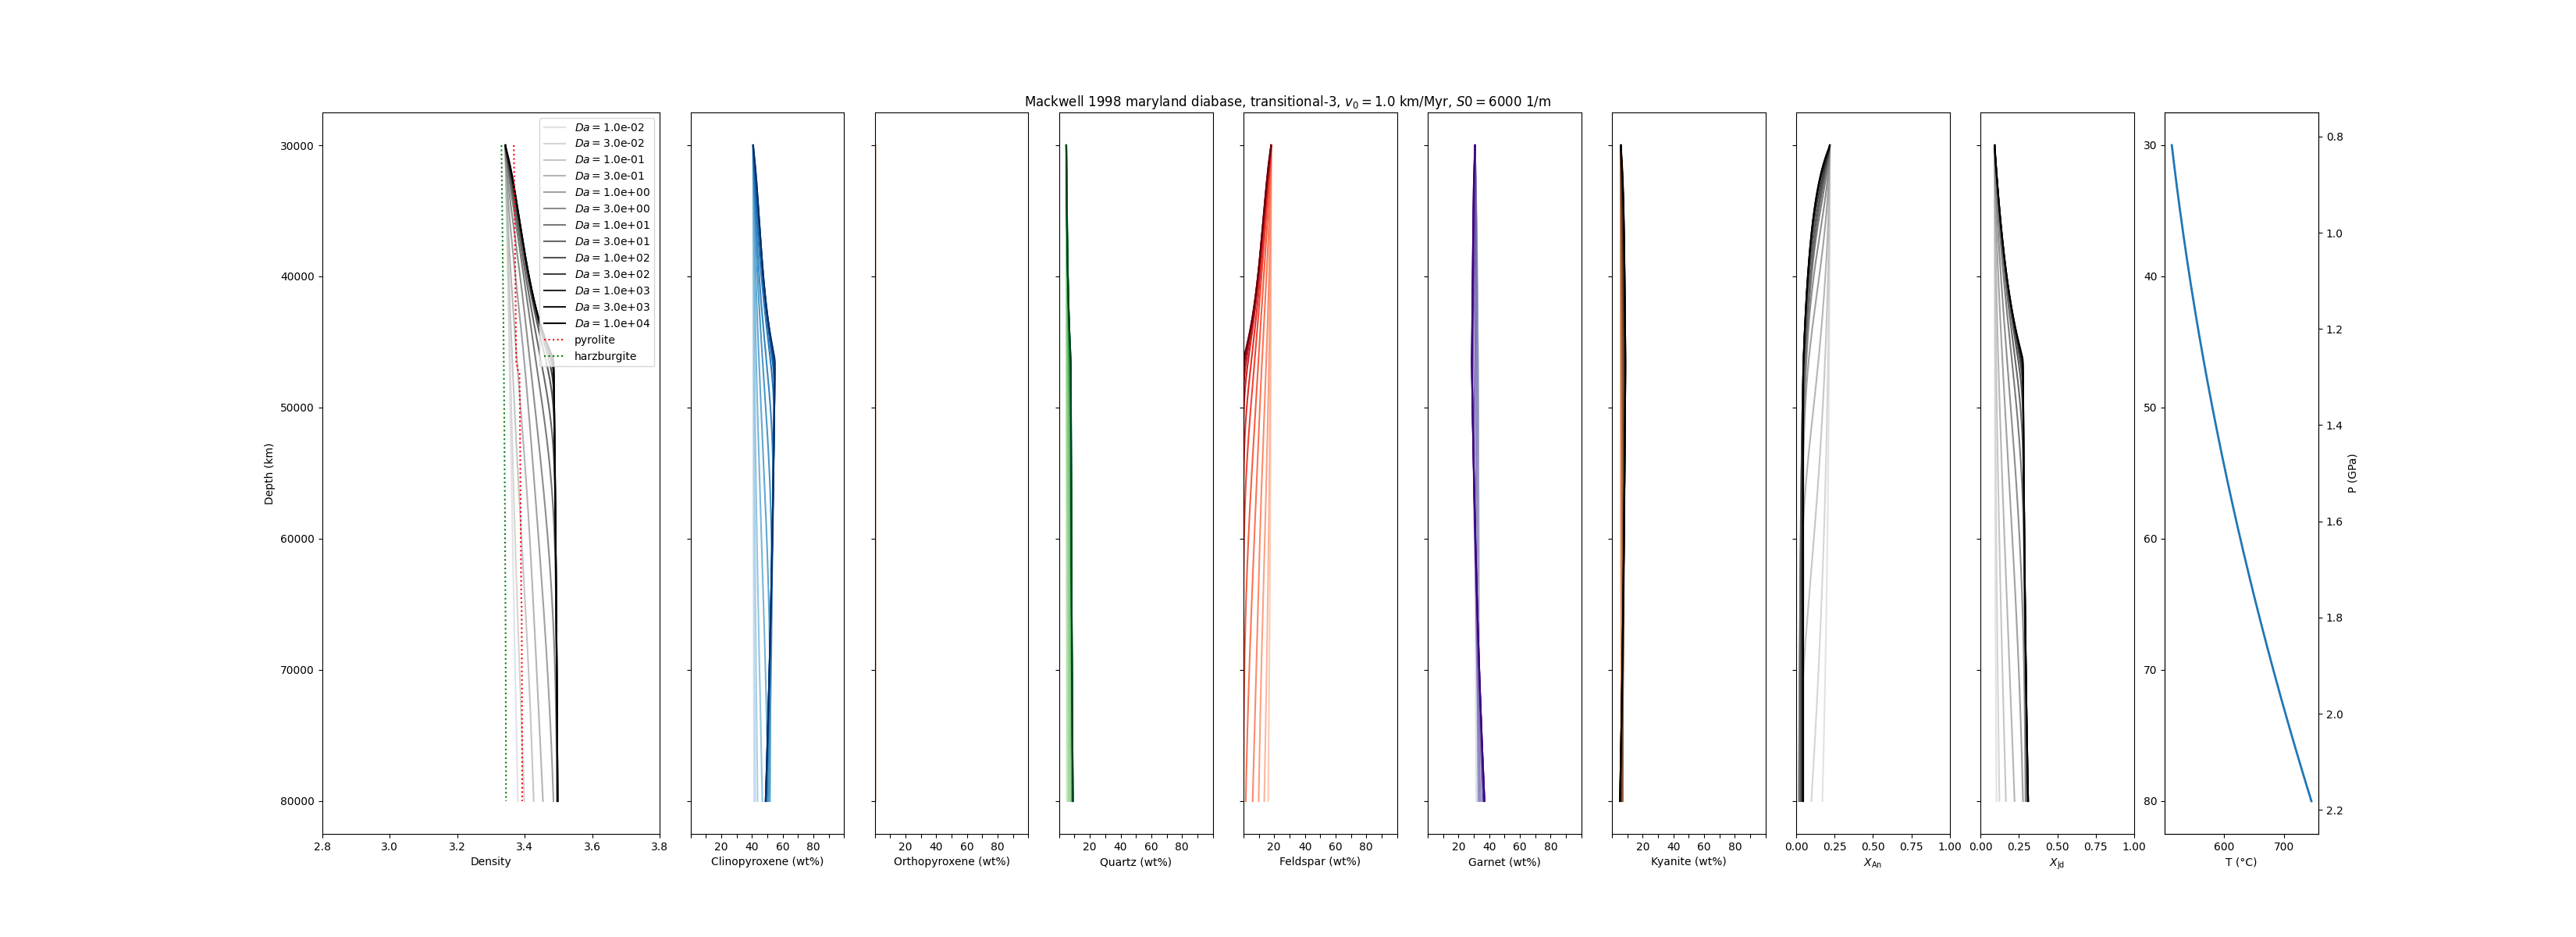 Mackwell 1998 maryland diabase, transitional-3, v₀ = 1.0 km/Myr, S0 = 6000 1/m
Da = 1.0e-02
Da = 3.0e-02
Da = 1.0e-01
Da = 3.0e-01
Da = 1.0e+00
Da = 3.0e+00
Da = 1.0e+01
Da = 3.0e+01
Da = 1.0e+02
Da = 3.0e+02
Da = 1.0e+03
Da = 3.0e+03
Da = 1.0e+04
pyrolite
harzburgite
Depth (km)
30000
40000
50000
60000
70000
80000
2.8 3.0 3.2 3.4 3.6 3.8
Density
20 40 60 80
Clinopyroxene (wt%)
20 40 60 80
Orthopyroxene (wt%)
20 40 60 80
Quartz (wt%)
20 40 60 80
Feldspar (wt%)
20 40 60 80
Garnet (wt%)
20 40 60 80
Kyanite (wt%)
0.00 0.25 0.50 0.75 1.00
X_An
0.00 0.25 0.50 0.75 1.00
X_Jd
30
40
50
60
70
80
600 700
T (°C)
0.8
1.0
1.2
1.4
1.6
1.8
2.0
2.2
P (GPa)